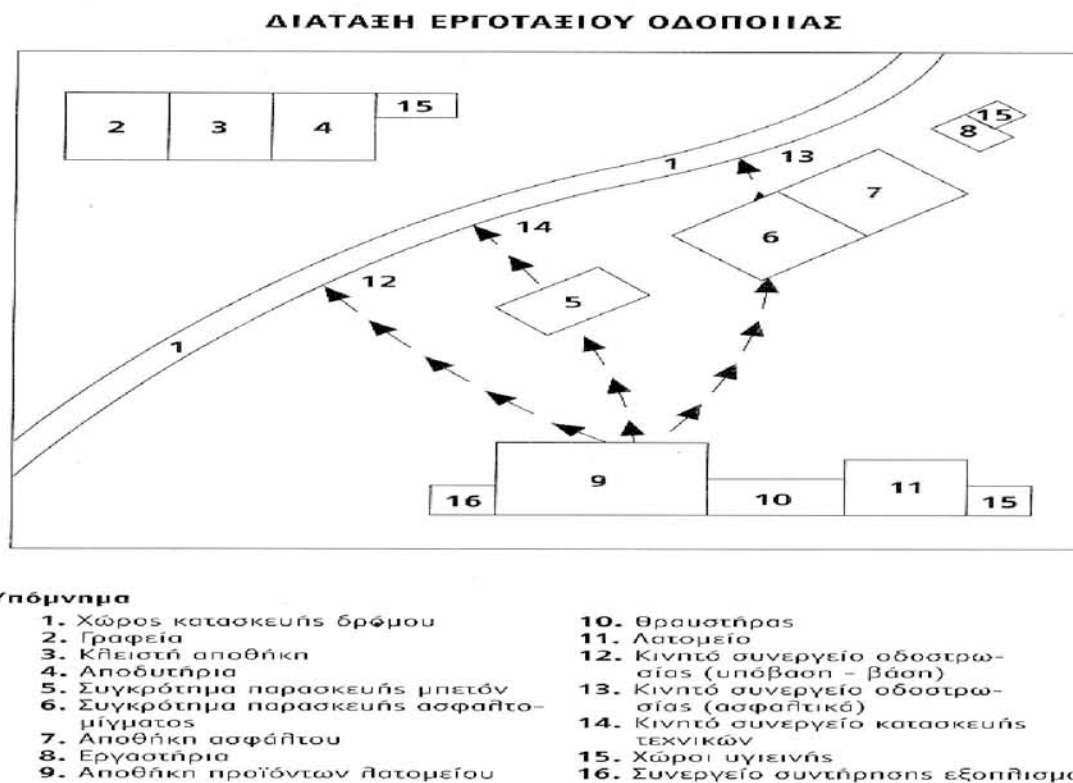 ΔΙΑΤΑΞΗ ΕΡΓΟΤΑΞΙΟΥ ΟΔΟΠΟΙΙΑΣ
2 3 4 15
15
8
1 13
7
14 6
12 5
1
16 9 10 11 15
Υπόμνημα
1. Χώρος κατασκευής δρόμου
2. Γραφεία
3. Κλειστή αποθήκη
4. Αποδυτήρια
5. Συγκρότημα παρασκευής μπετόν
6. Συγκρότημα παρασκευής ασφαλτο-
μίγματος
7. Αποθήκη ασφάλτου
8. Εργαστήρια
9. Αποθήκη προϊόντων λατομείου
10. Θραυστήρας
11. Λατομείο
12. Κινητό συνεργείο οδοστρω-
σίας (υπόβαση - βάση)
13. Κινητό συνεργείο οδοστρω-
σίας (ασφαλτικά)
14. Κινητό συνεργείο κατασκευής
τεχνικών
15. Χώροι υγιεινής
16. Συνεργείο συντήρησης εξοπλισμο